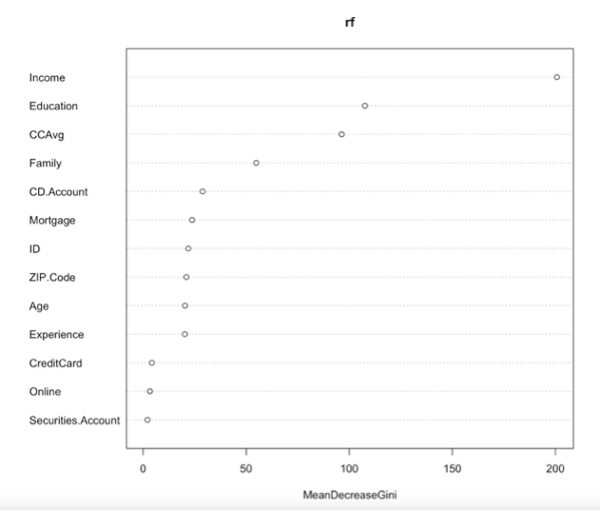 rf
Income
Education
CCAvg
Family
CD.Account
Mortgage
ID
ZIP.Code
Age
Experience
CreditCard
Online
Securities.Account
0 50 100 150 200
MeanDecreaseGini